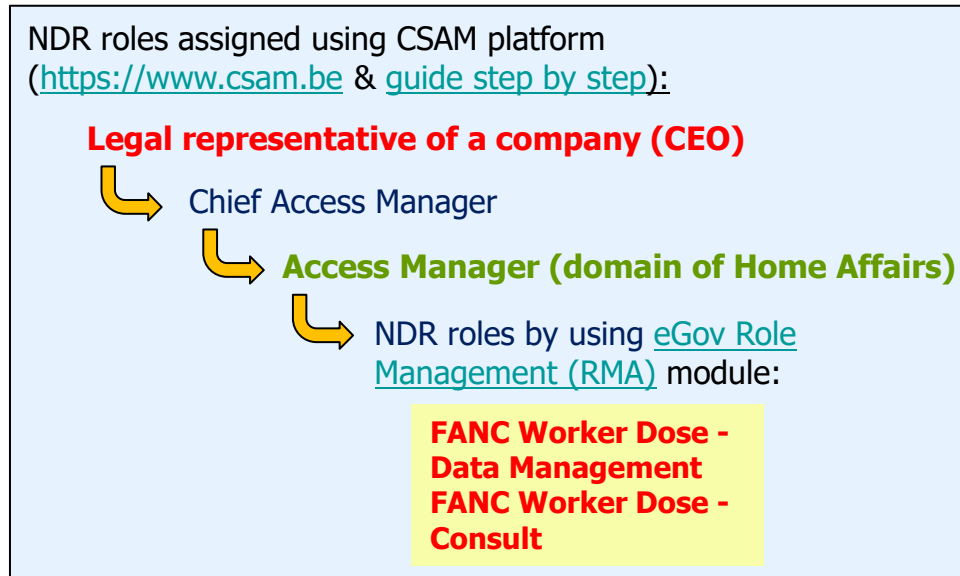 NDR roles assigned using CSAM platform
(https://www.csam.be & guide step by step):
Legal representative of a company (CEO)
Chief Access Manager
Access Manager (domain of Home Affairs)
NDR roles by using eGov Role
Management (RMA) module:
FANC Worker Dose -
Data Management
FANC Worker Dose -
Consult